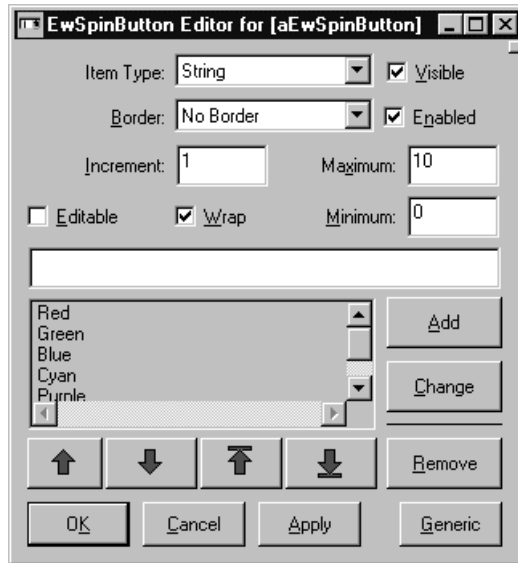 EwSpinButton Editor for [aEwSpinButton]
Item Type: String Visible
Border: No Border Enabled
Increment: 1 Maximum: 10
Editable Wrap Minimum: 0
Red
Green
Blue
Cyan
Purple
Add
Change
Remove
OK Cancel Apply Generic